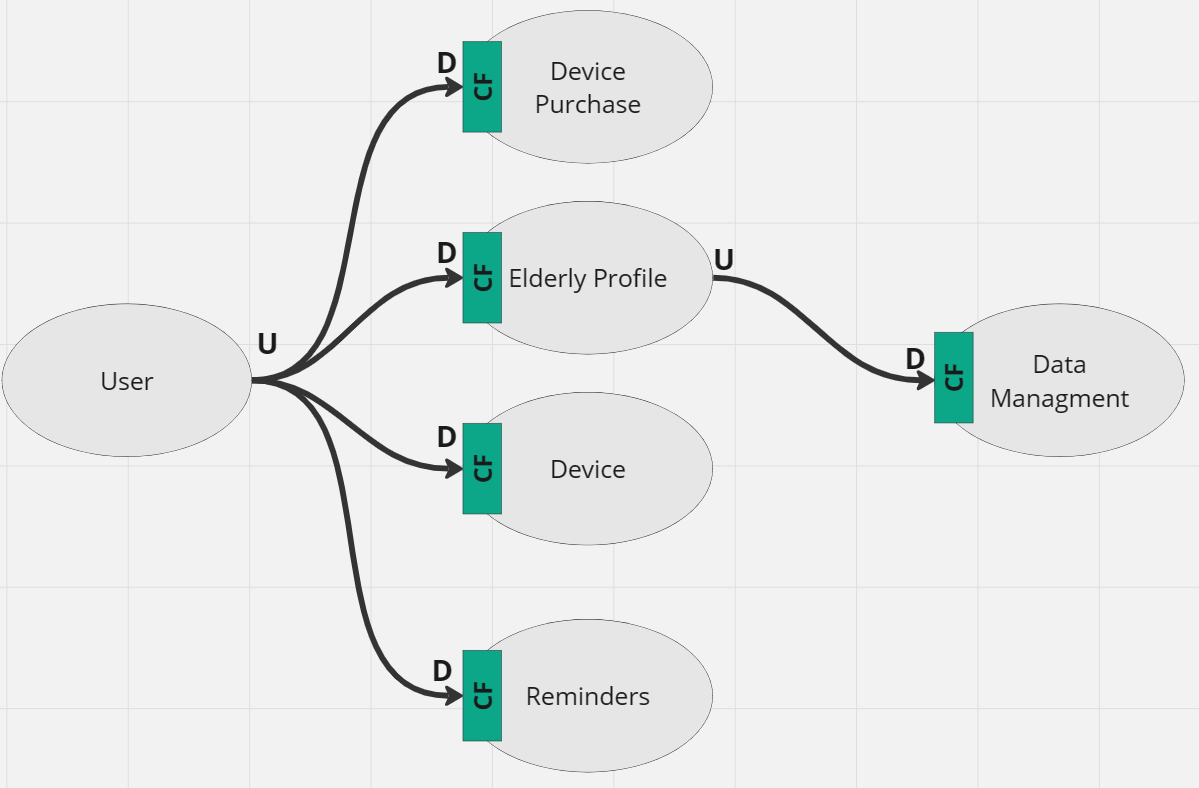 D
CF
Device
Purchase
D
CF
Elderly Profile
U
U
User
D
CF
Data
Managment
D
CF
Device
D
CF
Reminders